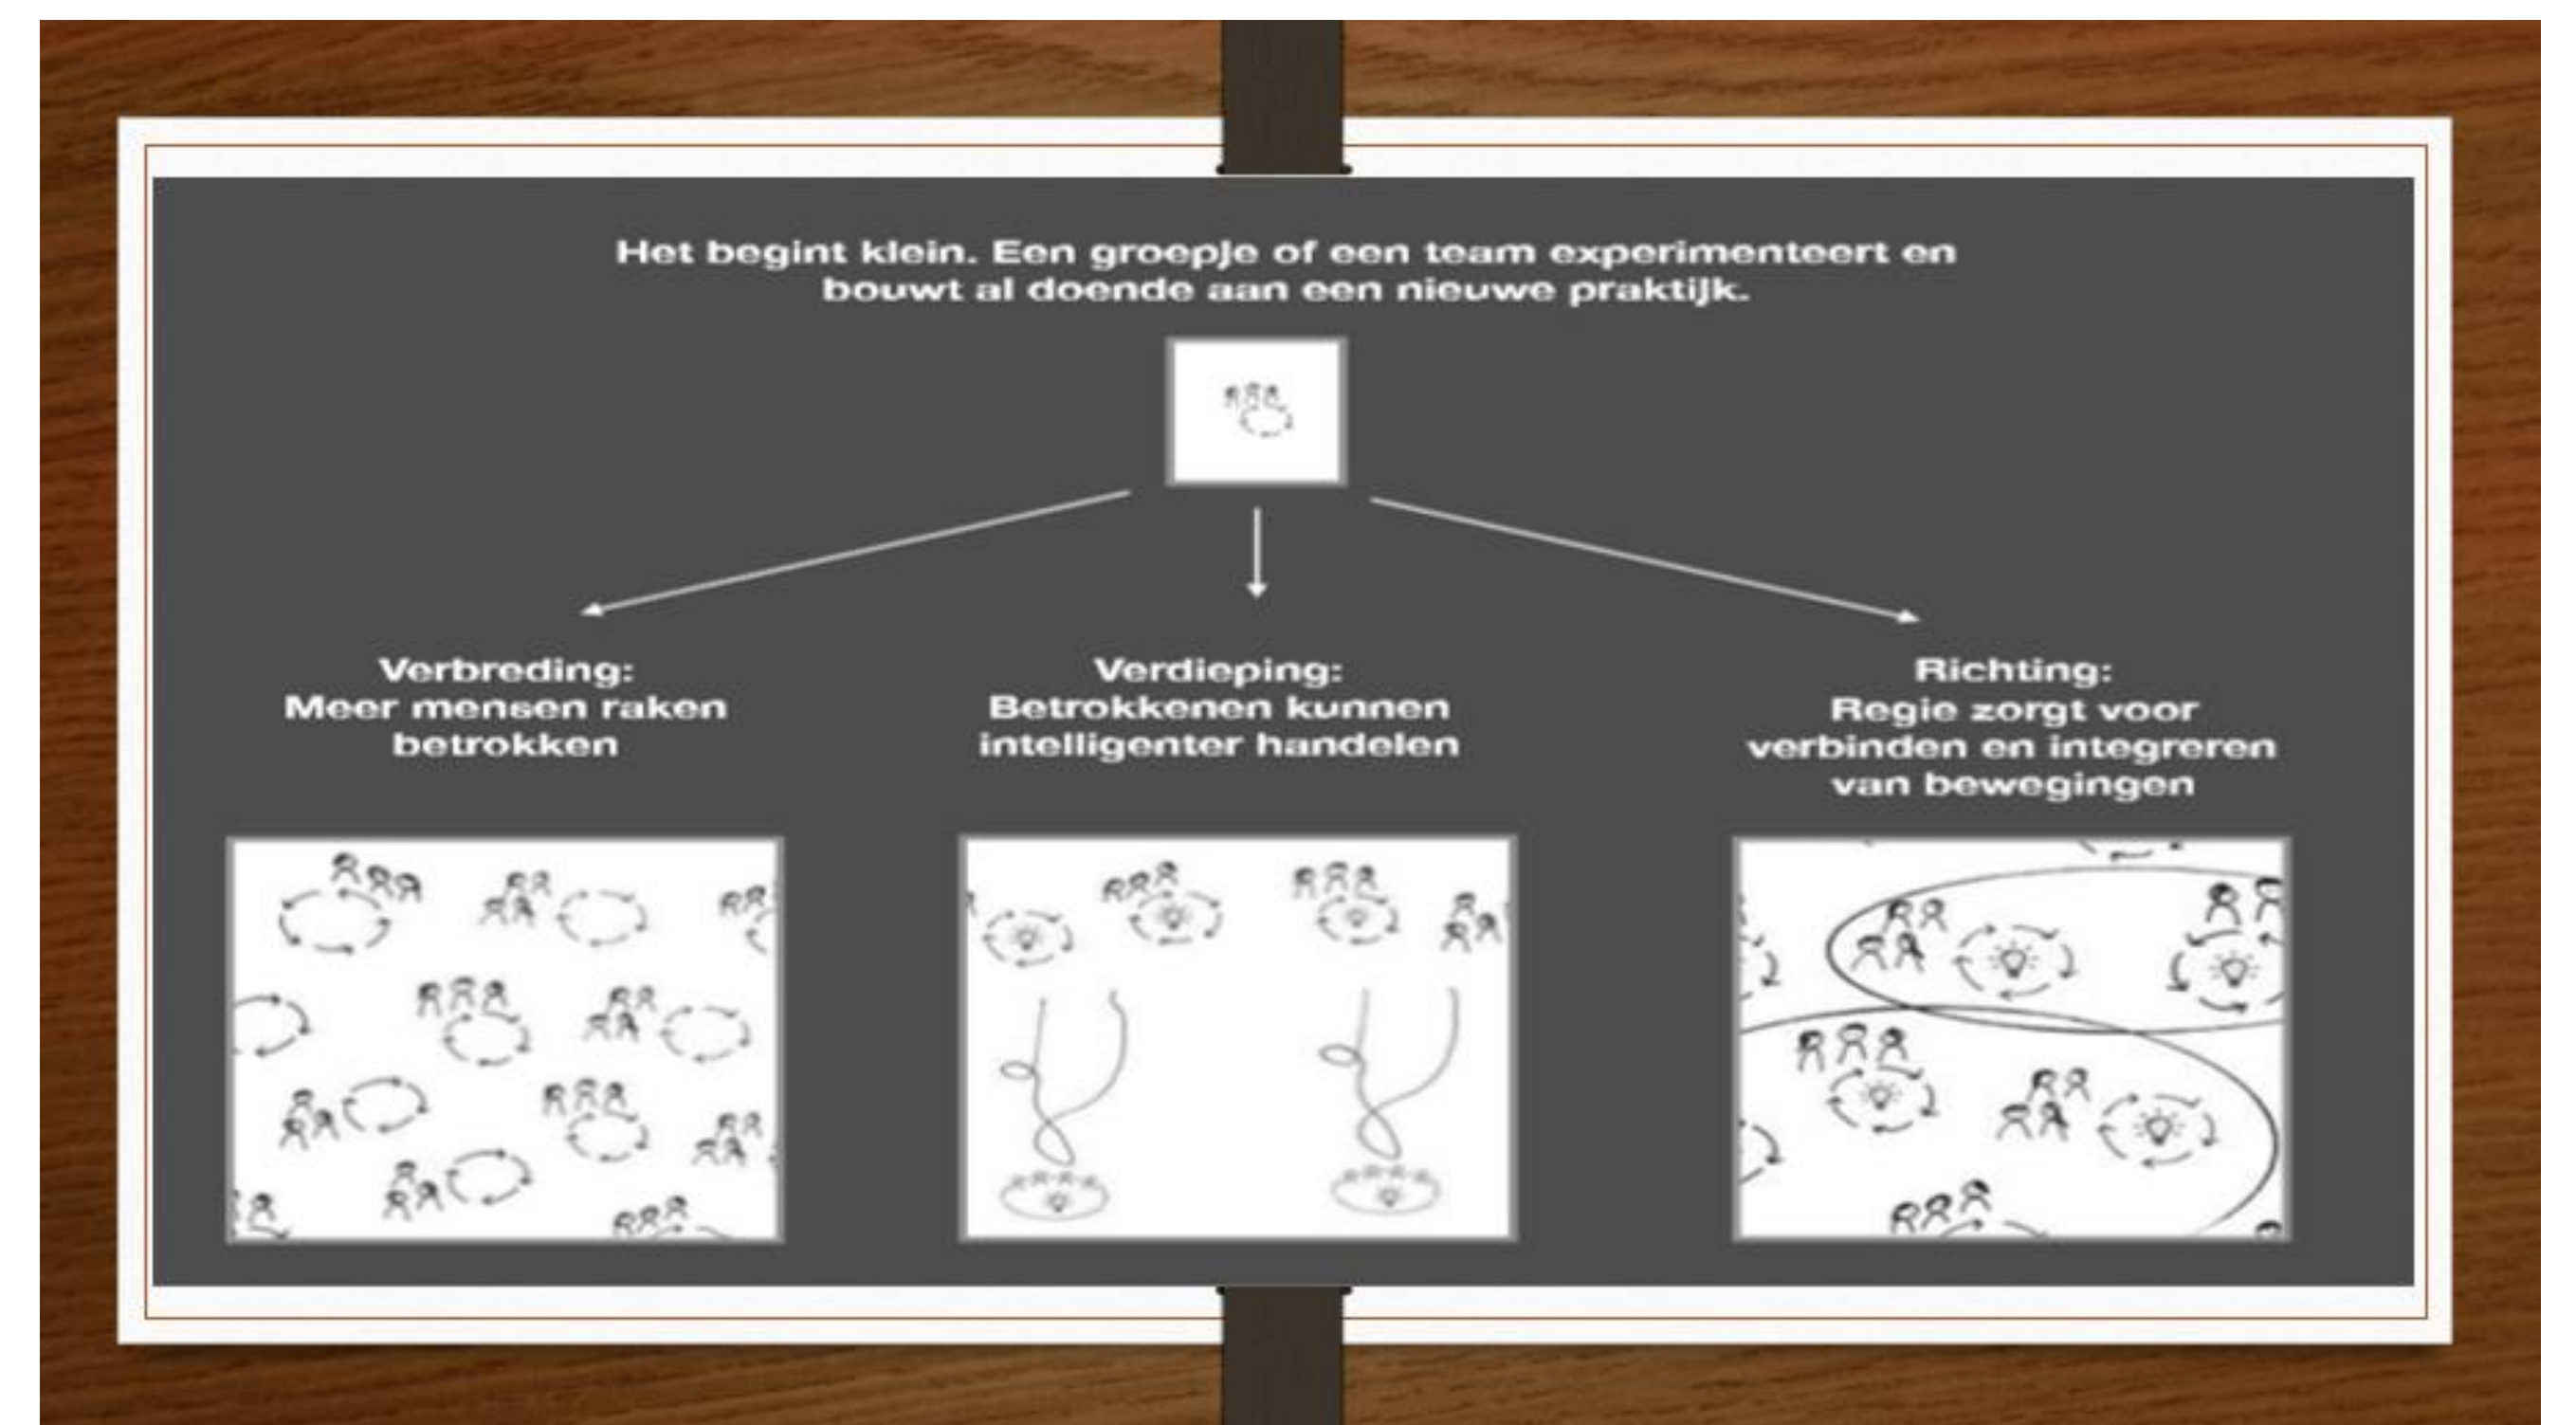 Het begint klein. Een groepje of een team experimenteert en
bouwt al doende aan een nieuwe praktijk.
Verbreding:
Meer mensen raken
betrokken
Verdieping:
Betrokkenen kunnen
intelligenter handelen
Richting:
Regie zorgt voor
verbinden en integreren
van bewegingen